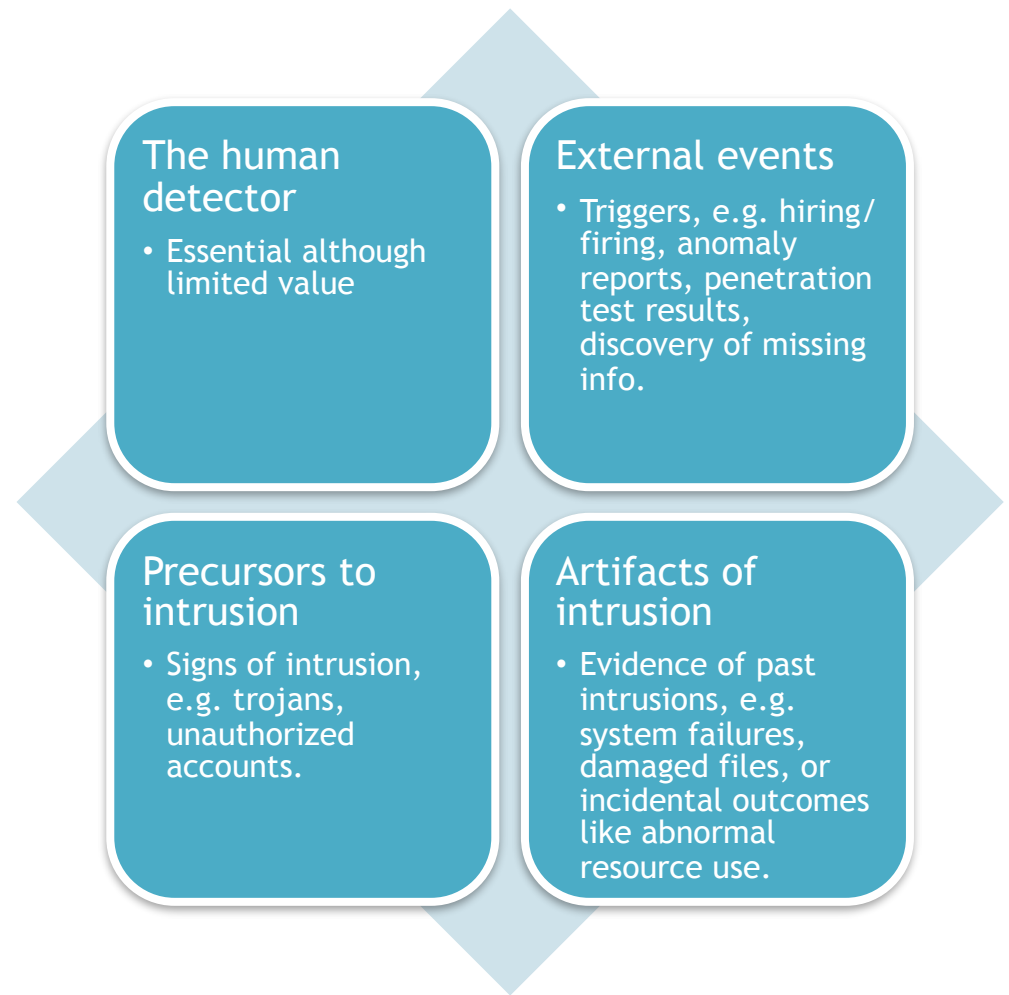 The human
detector
• Essential although
limited value
External events
• Triggers, e.g. hiring/
firing, anomaly
reports, penetration
test results,
discovery of missing
info.
Precursors to
intrusion
• Signs of intrusion,
e.g. trojans,
unauthorized
accounts.
Artifacts of
intrusion
• Evidence of past
intrusions, e.g.
system failures,
damaged files, or
incidental outcomes
like abnormal
resource use.